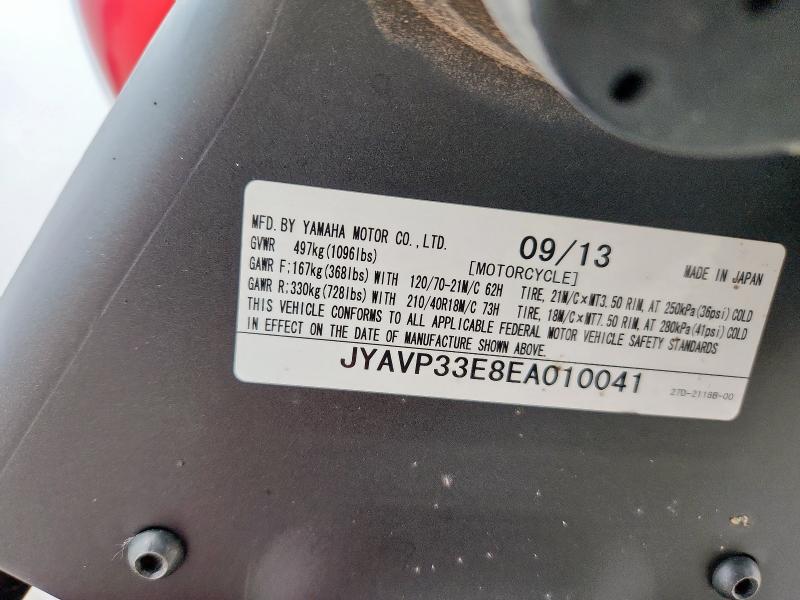 MFD. BY YAMAHA MOTOR CO., LTD. 09/13 MADE IN JAPAN
GVWR 497kg(1096lbs) [MOTORCYCLE]
GAWR F;167kg(368lbs) WITH 120/70-21M/C 62H TIRE, 21M/C×MT3.50 RIM, AT 250kPa(36psi) COLD
GAWR R;330kg(728lbs) WITH 210/40R18M/C 73H TIRE, 18M/C×MT7.50 RIM, AT 280kPa(41psi) COLD
THIS VEHICLE CONFORMS TO ALL APPLICABLE FEDERAL MOTOR VEHICLE SAFETY STANDARDS
IN EFFECT ON THE DATE OF MANUFACTURE SHOWN ABOVE.
JYAVP33E8EA010041
27D-2118B-00